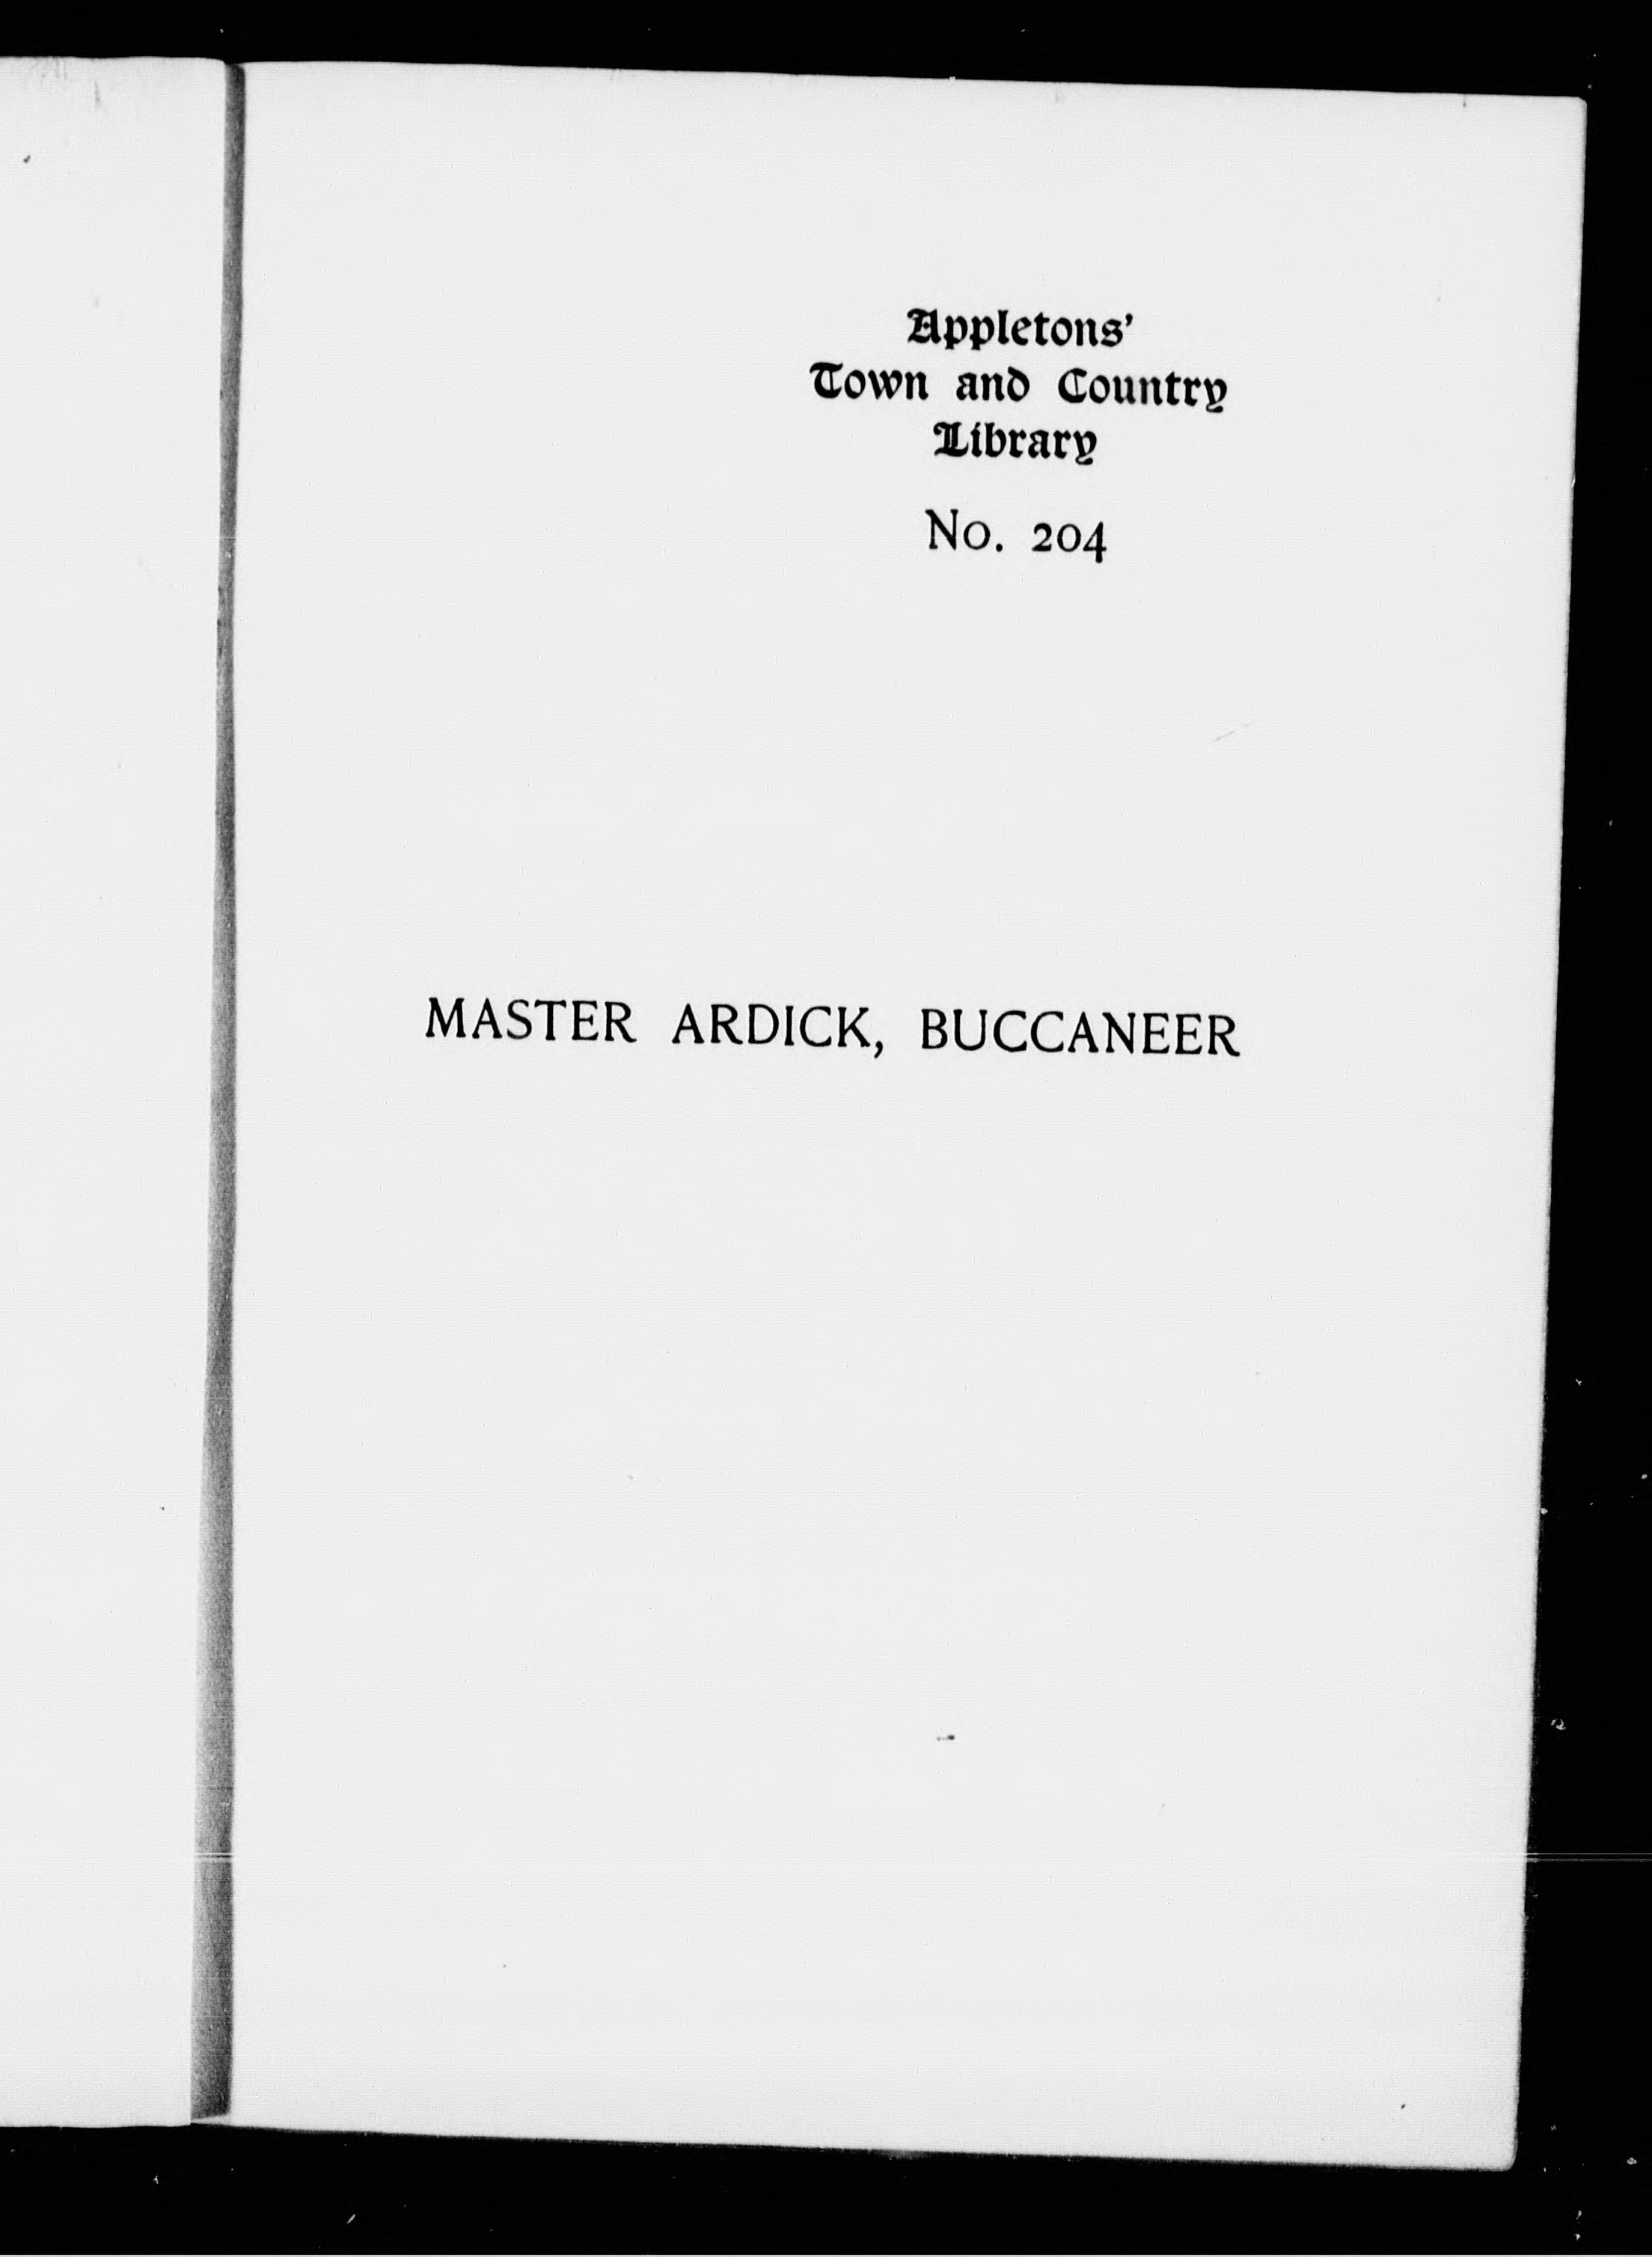 Appletons’
Town and Country
Library
No. 204
MASTER ARDICK, BUCCANEER